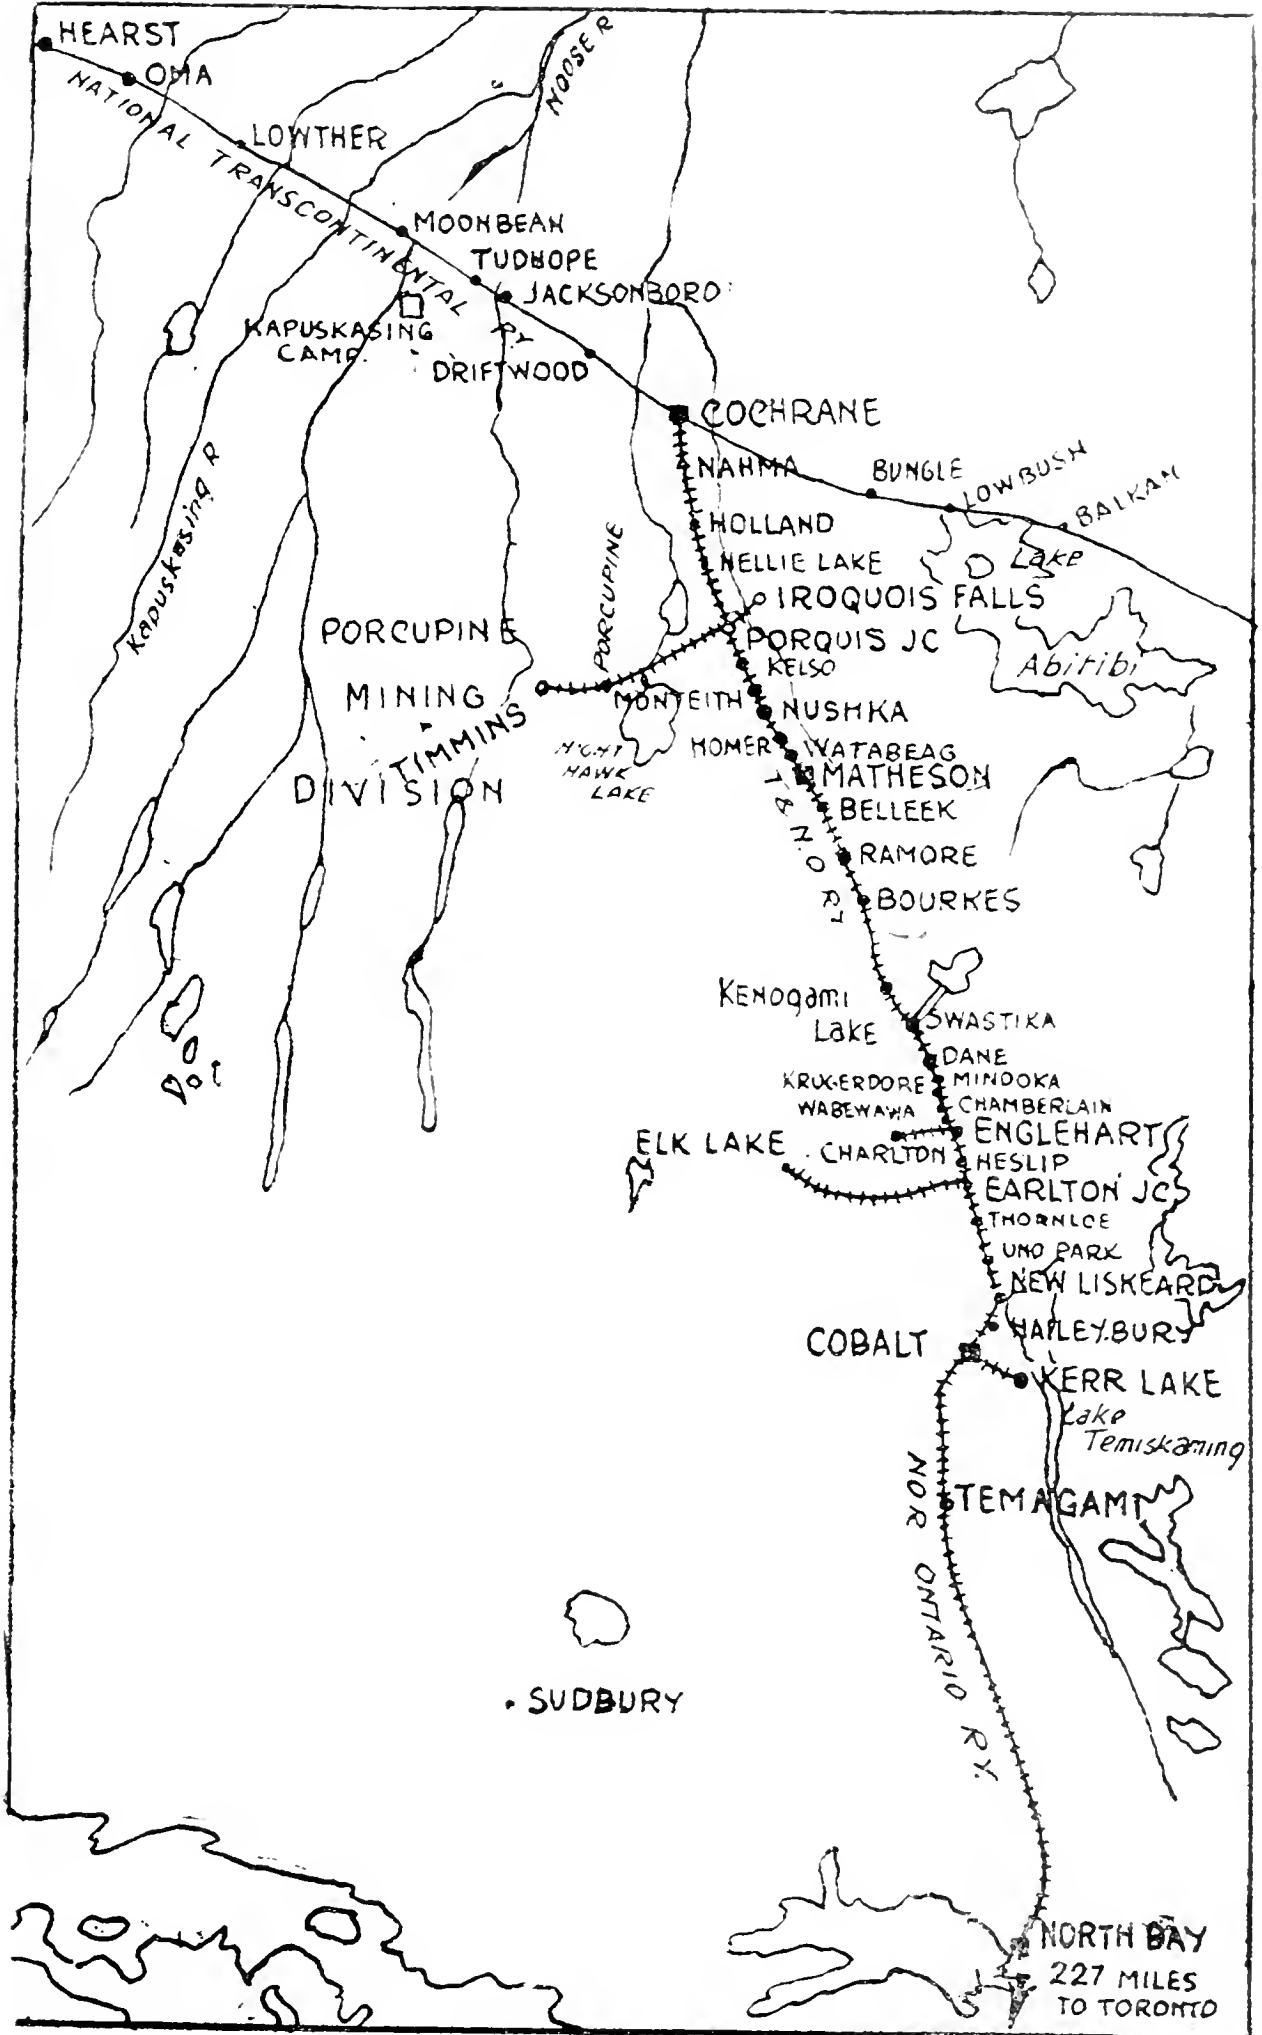 HEARST
OMA
NATIONAL TRANSCONTINENTAL RY
LOWTHER
MOOSE R
MOONBEAN
TUDHOPE
JACKSONBORO
KAPUSKASING
CAMP.
DRIFTWOOD
COCHRANE
NAHMA
BUNGLE
LOWBUSH
BALKAN
HOLLAND
NELLIE LAKE
Lake
Kapuskasing R
IROQUOIS FALLS
PORCUPINE
PORCUPINE
PORQUIS JC
KELSO
Abitibi
MINING
MONTEITH
NUSHKA
TIMMINS
HOMER
WATABEAG
NIGHT
HAWK
LAKE
MATHESON
DIVISION
BELLEEK
T & N. O RY
RAMORE
BOURKES
KENOGAMI
LAKE
SWASTIKA
DANE
KRUGERDORF
MINDOKA
WABEWAWA
CHAMBERLAIN
ENGLEHART
ELK LAKE
CHARLTON
HESLIP
EARLTON JC
THORNLOE
UNO PARK
NEW LISKEARD
HAILEYBURY
COBALT
KERR LAKE
Lake
Temiskaming
TEMAGAMI
NOR ONTARIO RY.
SUDBURY
NORTH BAY
227 MILES
TO TORONTO